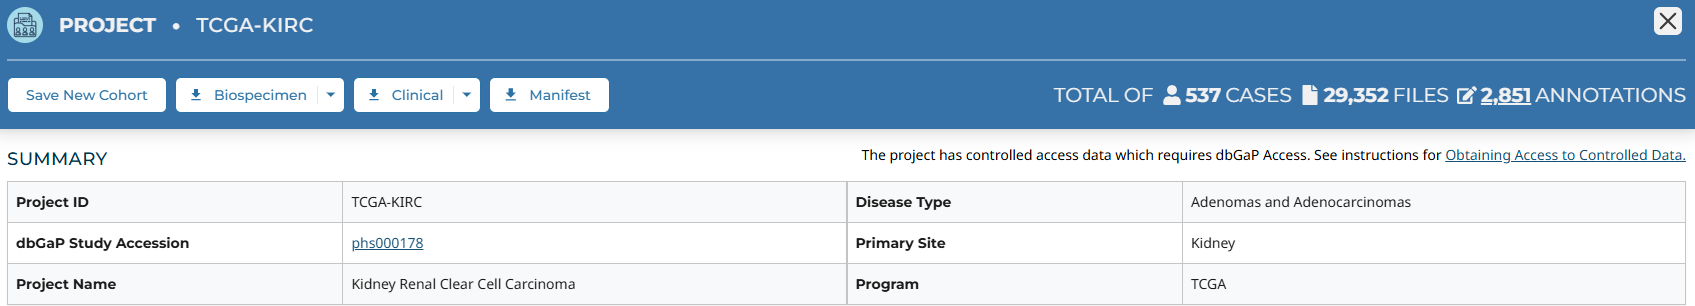 PROJECT • TCGA-KIRC
Save New Cohort Biospecimen Clinical Manifest TOTAL OF 537 CASES 29,352 FILES 2,851 ANNOTATIONS
SUMMARY The project has controlled access data which requires dbGaP Access. See instructions for Obtaining Access to Controlled Data.
Project ID TCGA-KIRC Disease Type Adenomas and Adenocarcinomas
dbGaP Study Accession phs000178 Primary Site Kidney
Project Name Kidney Renal Clear Cell Carcinoma Program TCGA